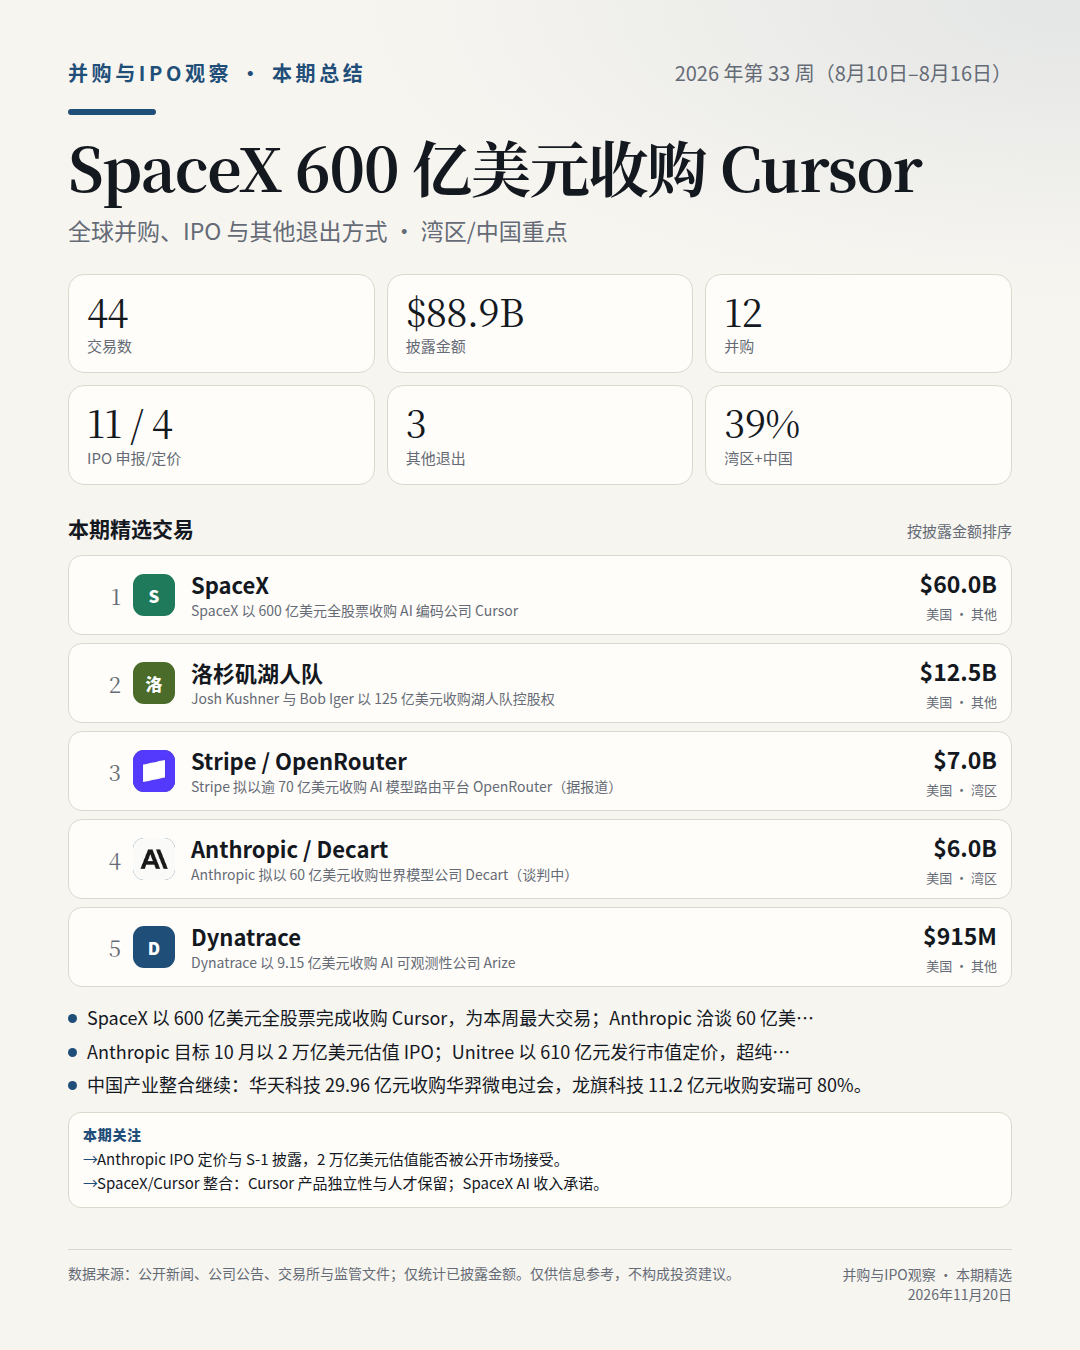 并购与IPO观察 • 本期总结
2026 年第 33 周（8月10日–8月16日）
SpaceX 600 亿美元收购 Cursor
全球并购、IPO 与其他退出方式 • 湾区/中国重点
44
交易数
$88.9B
披露金额
12
并购
11 / 4
IPO 申报/定价
3
其他退出
39%
湾区+中国
本期精选交易
按披露金额排序
1
S
SpaceX
SpaceX 以 600 亿美元全股票收购 AI 编码公司 Cursor
$60.0B
美国 • 其他
2
洛
洛杉矶湖人队
Josh Kushner 与 Bob Iger 以 125 亿美元收购湖人队控股权
$12.5B
美国 • 其他
3
Stripe / OpenRouter
Stripe 拟以逾 70 亿美元收购 AI 模型路由平台 OpenRouter（据报道）
$7.0B
美国 • 湾区
4
AI
Anthropic / Decart
Anthropic 拟以 60 亿美元收购世界模型公司 Decart（谈判中）
$6.0B
美国 • 湾区
5
D
Dynatrace
Dynatrace 以 9.15 亿美元收购 AI 可观测性公司 Arize
$915M
美国 • 其他
• SpaceX 以 600 亿美元全股票完成收购 Cursor，为本周最大交易；Anthropic 洽谈 60 亿美…
• Anthropic 目标 10 月以 2 万亿美元估值 IPO；Unitree 以 610 亿元发行市值定价，超纯…
• 中国产业整合继续：华天科技 29.96 亿元收购华羿微电过会，龙旗科技 11.2 亿元收购安瑞可 80%。
本期关注
→Anthropic IPO 定价与 S-1 披露，2 万亿美元估值能否被公开市场接受。
→SpaceX/Cursor 整合：Cursor 产品独立性与人才保留；SpaceX AI 收入承诺。
数据来源：公开新闻、公司公告、交易所与监管文件；仅统计已披露金额。仅供信息参考，不构成投资建议。
并购与IPO观察 • 本期精选
2026年11月20日